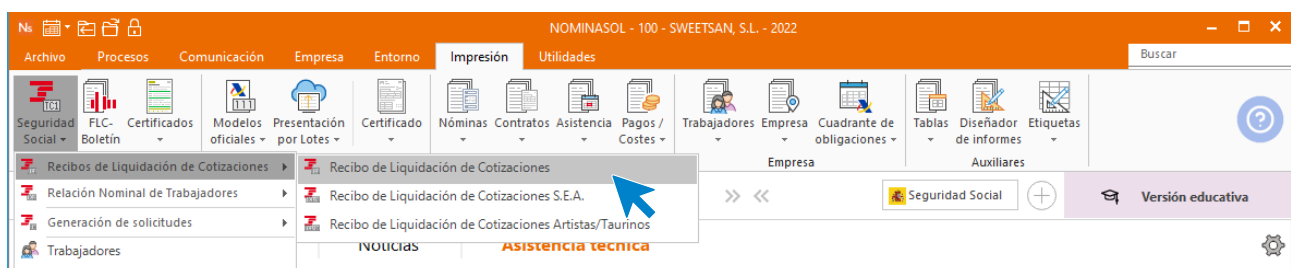 Ns NOMINASOL - 100 - SWEETSAN, S.L. - 2022
Archivo Procesos Comunicación Empresa Entorno Impresión Utilidades Buscar
TC1
Seguridad Social FLC- Boletín Certificados Modelos oficiales Presentación por Lotes Certificado Nóminas Contratos Asistencia Pagos / Costes Trabajadores Empresa Cuadrante de obligaciones Tablas Diseñador de informes Etiquetas ?
Empresa Auxiliares
Recibos de Liquidación de Cotizaciones
Recibo de Liquidación de Cotizaciones
Relación Nominal de Trabajadores
Recibo de Liquidación de Cotizaciones S.E.A.
Seguridad Social
Versión educativa
Generación de solicitudes
Recibo de Liquidación de Cotizaciones Artistas/Taurinos
Trabajadores
Noticias
Asistencia técnica